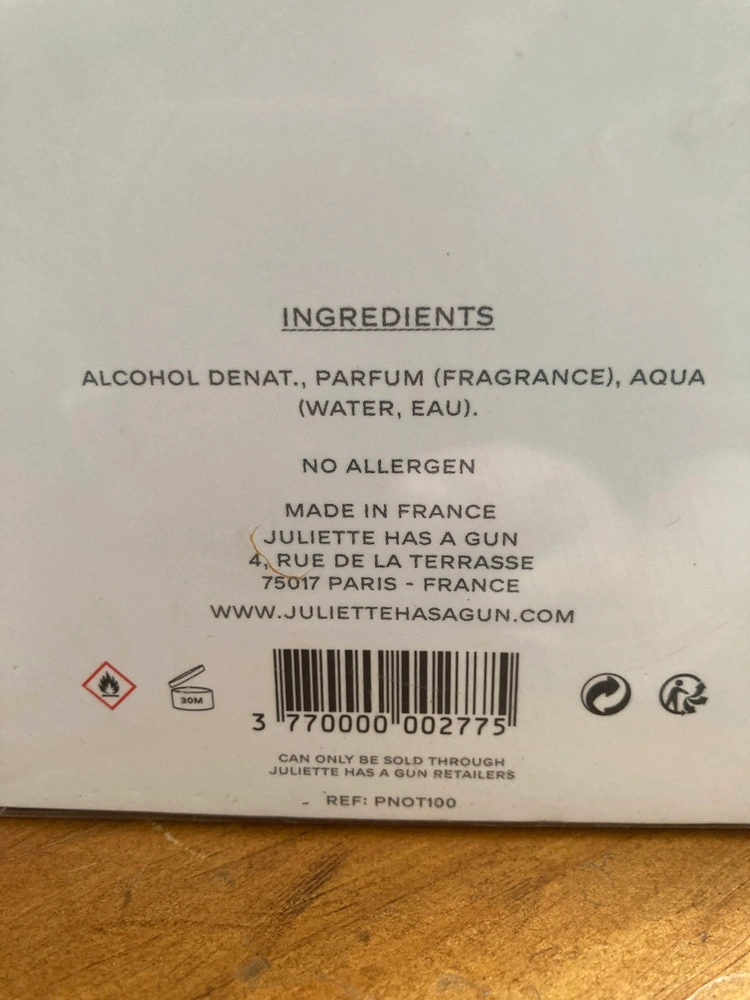 INGREDIENTS
ALCOHOL DENAT., PARFUM (FRAGRANCE), AQUA
(WATER, EAU).
NO ALLERGEN
MADE IN FRANCE
JULIETTE HAS A GUN
4, RUE DE LA TERRASSE
75017 PARIS - FRANCE
WWW.JULIETTEHASAGUN.COM
30M
3 770000 002775
CAN ONLY BE SOLD THROUGH
JULIETTE HAS A GUN RETAILERS
REF: PNOT100